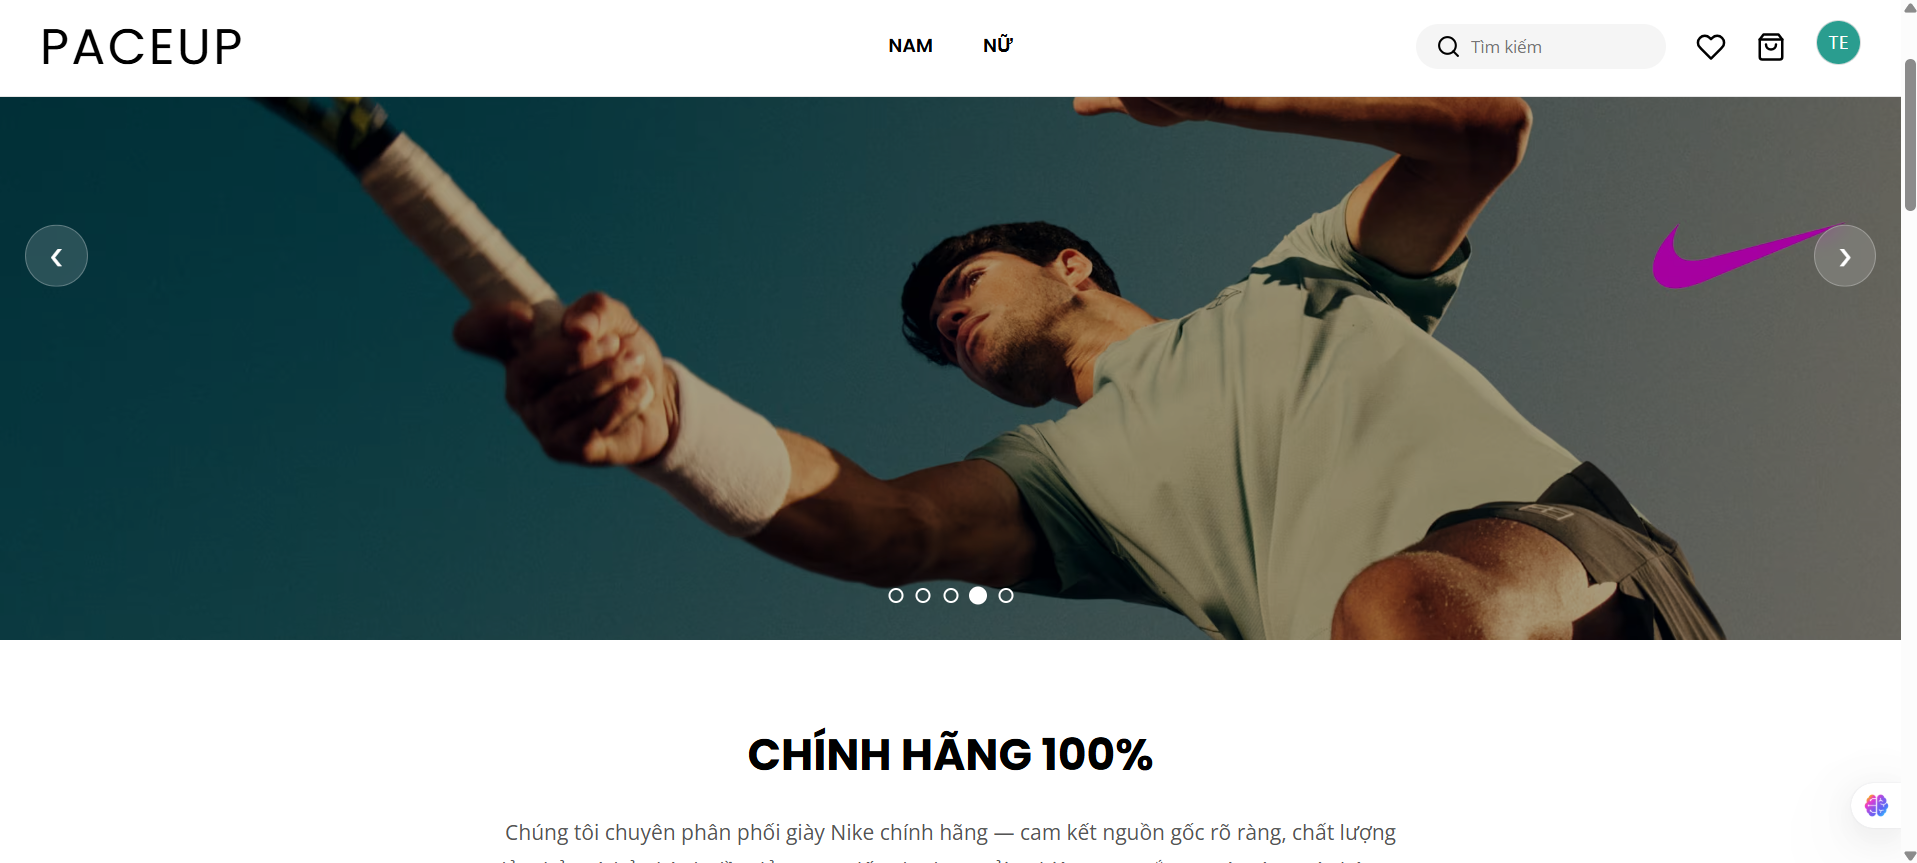 PACEUP
NAM NỮ
Tìm kiếm
TE
CHÍNH HÃNG 100%
Chúng tôi chuyên phân phối giày Nike chính hãng — cam kết nguồn gốc rõ ràng, chất lượng